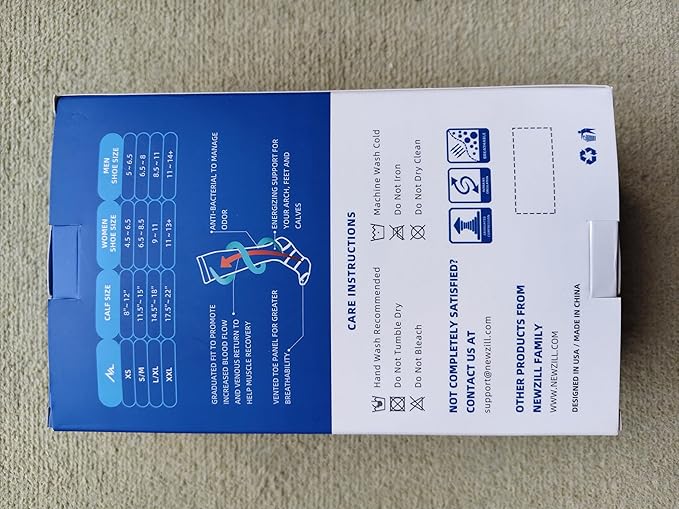 CALF SIZE WOMEN SHOE SIZE MEN SHOE SIZE
XS 8"~ 12" 4.5 ~ 6.5 5 ~ 6.5
S/M 11.5"~ 15" 6.5 ~ 8.5 6.5 ~ 8
L/XL 14.5"~ 18" 9 ~ 11 8.5 ~ 11
XXL 17.5"~ 22" 11 ~ 13+ 11 ~ 14+
*ANTI-BACTERIAL TO MANAGE
ODOR
ENERGIZING SUPPORT FOR
YOUR ARCH, FEET AND
CALVES
GRADUATED FIT TO PROMOTE
INCREASED BLOOD FLOW
AND VENOUS RETURN TO
HELP MUSCLE RECOVERY
VENTED TOE PANEL FOR GREATER
BREATHABILITY
CARE INSTRUCTIONS
Hand Wash Recommended Machine Wash Cold
Do Not Tumble Dry Do Not Iron
Do Not Bleach Do Not Dry Clean
NOT COMPLETELY SATISFIED?
CONTACT US AT
support@newzill.com
BREATHABLE
OTHER PRODUCTS FROM
NEWZILL FAMILY
WWW.NEWZILL.COM
DESIGNED IN USA / MADE IN CHINA